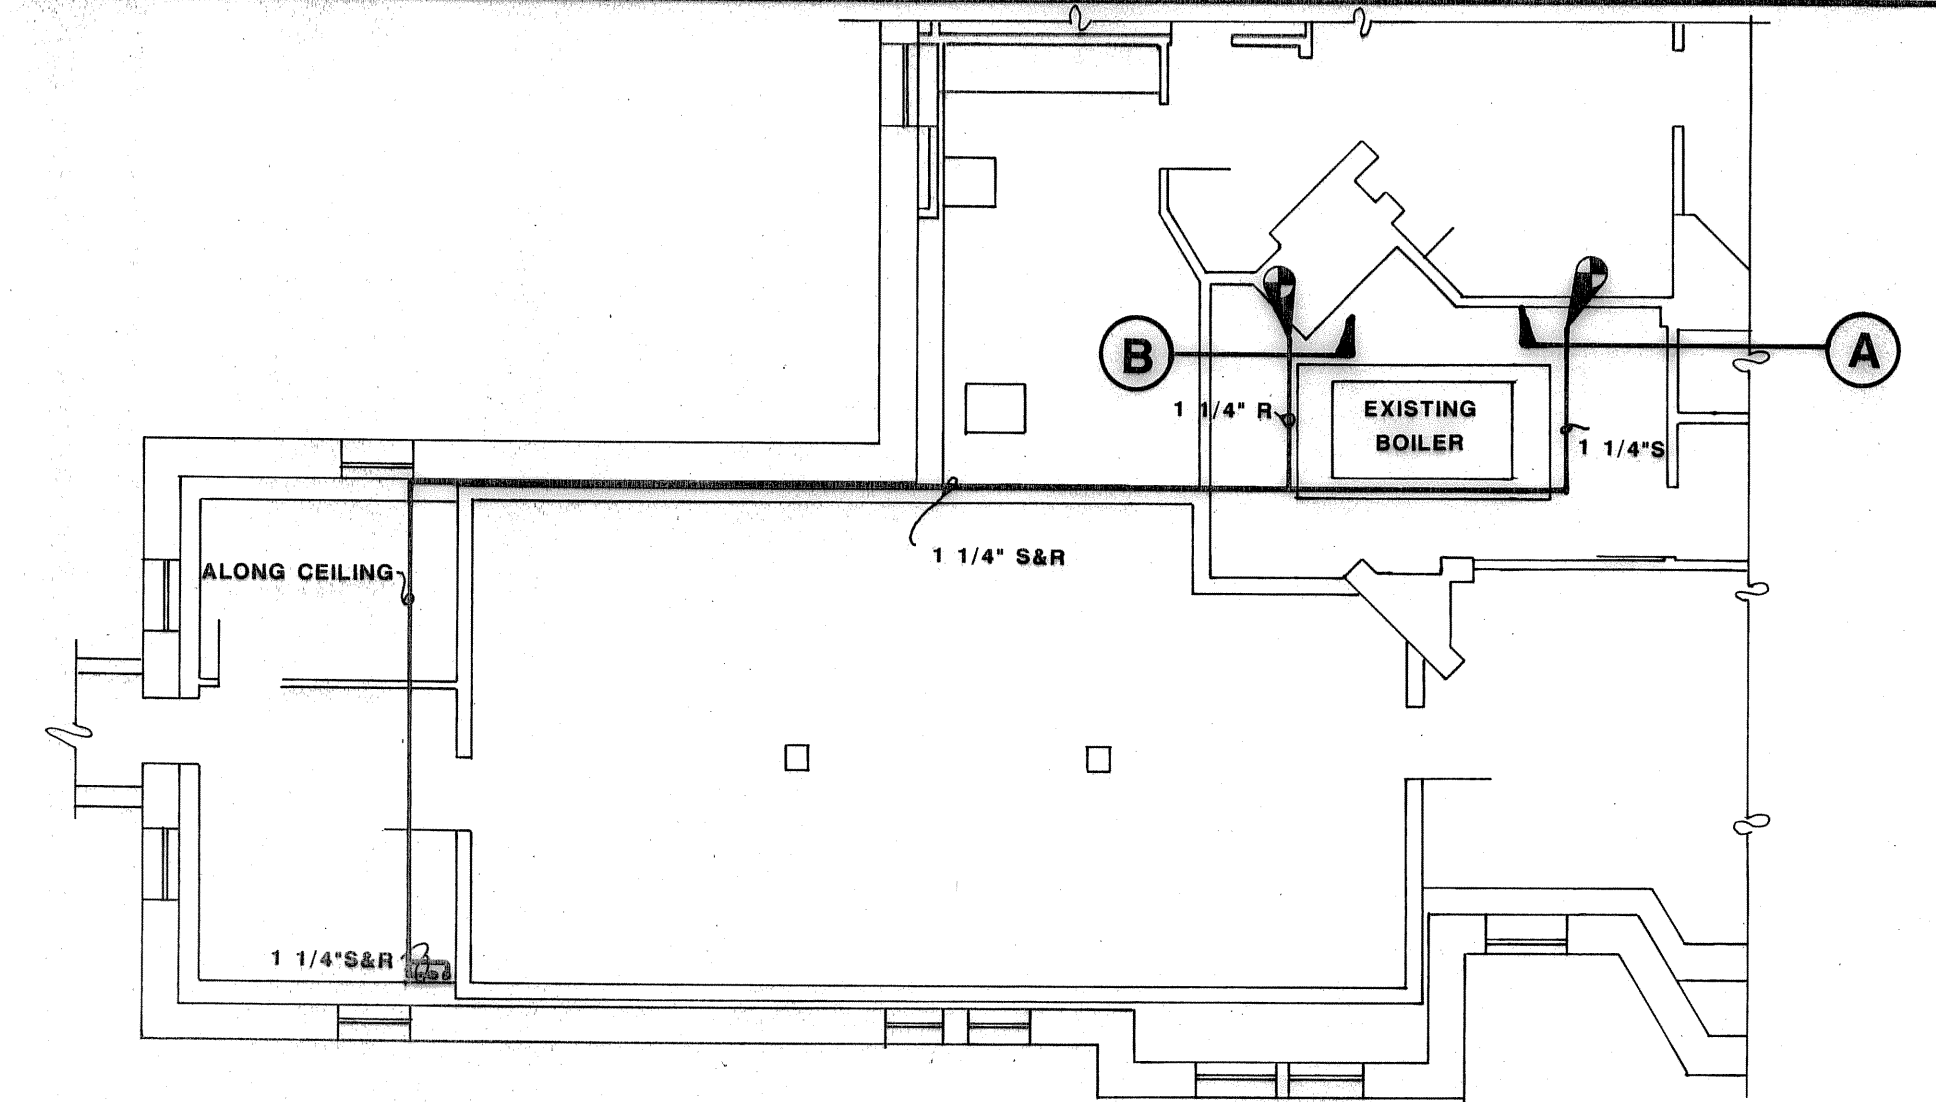 B
A
1 1/4" R
EXISTING
BOILER
1 1/4"S
ALONG CEILING
1 1/4" S&R
1 1/4"S&R